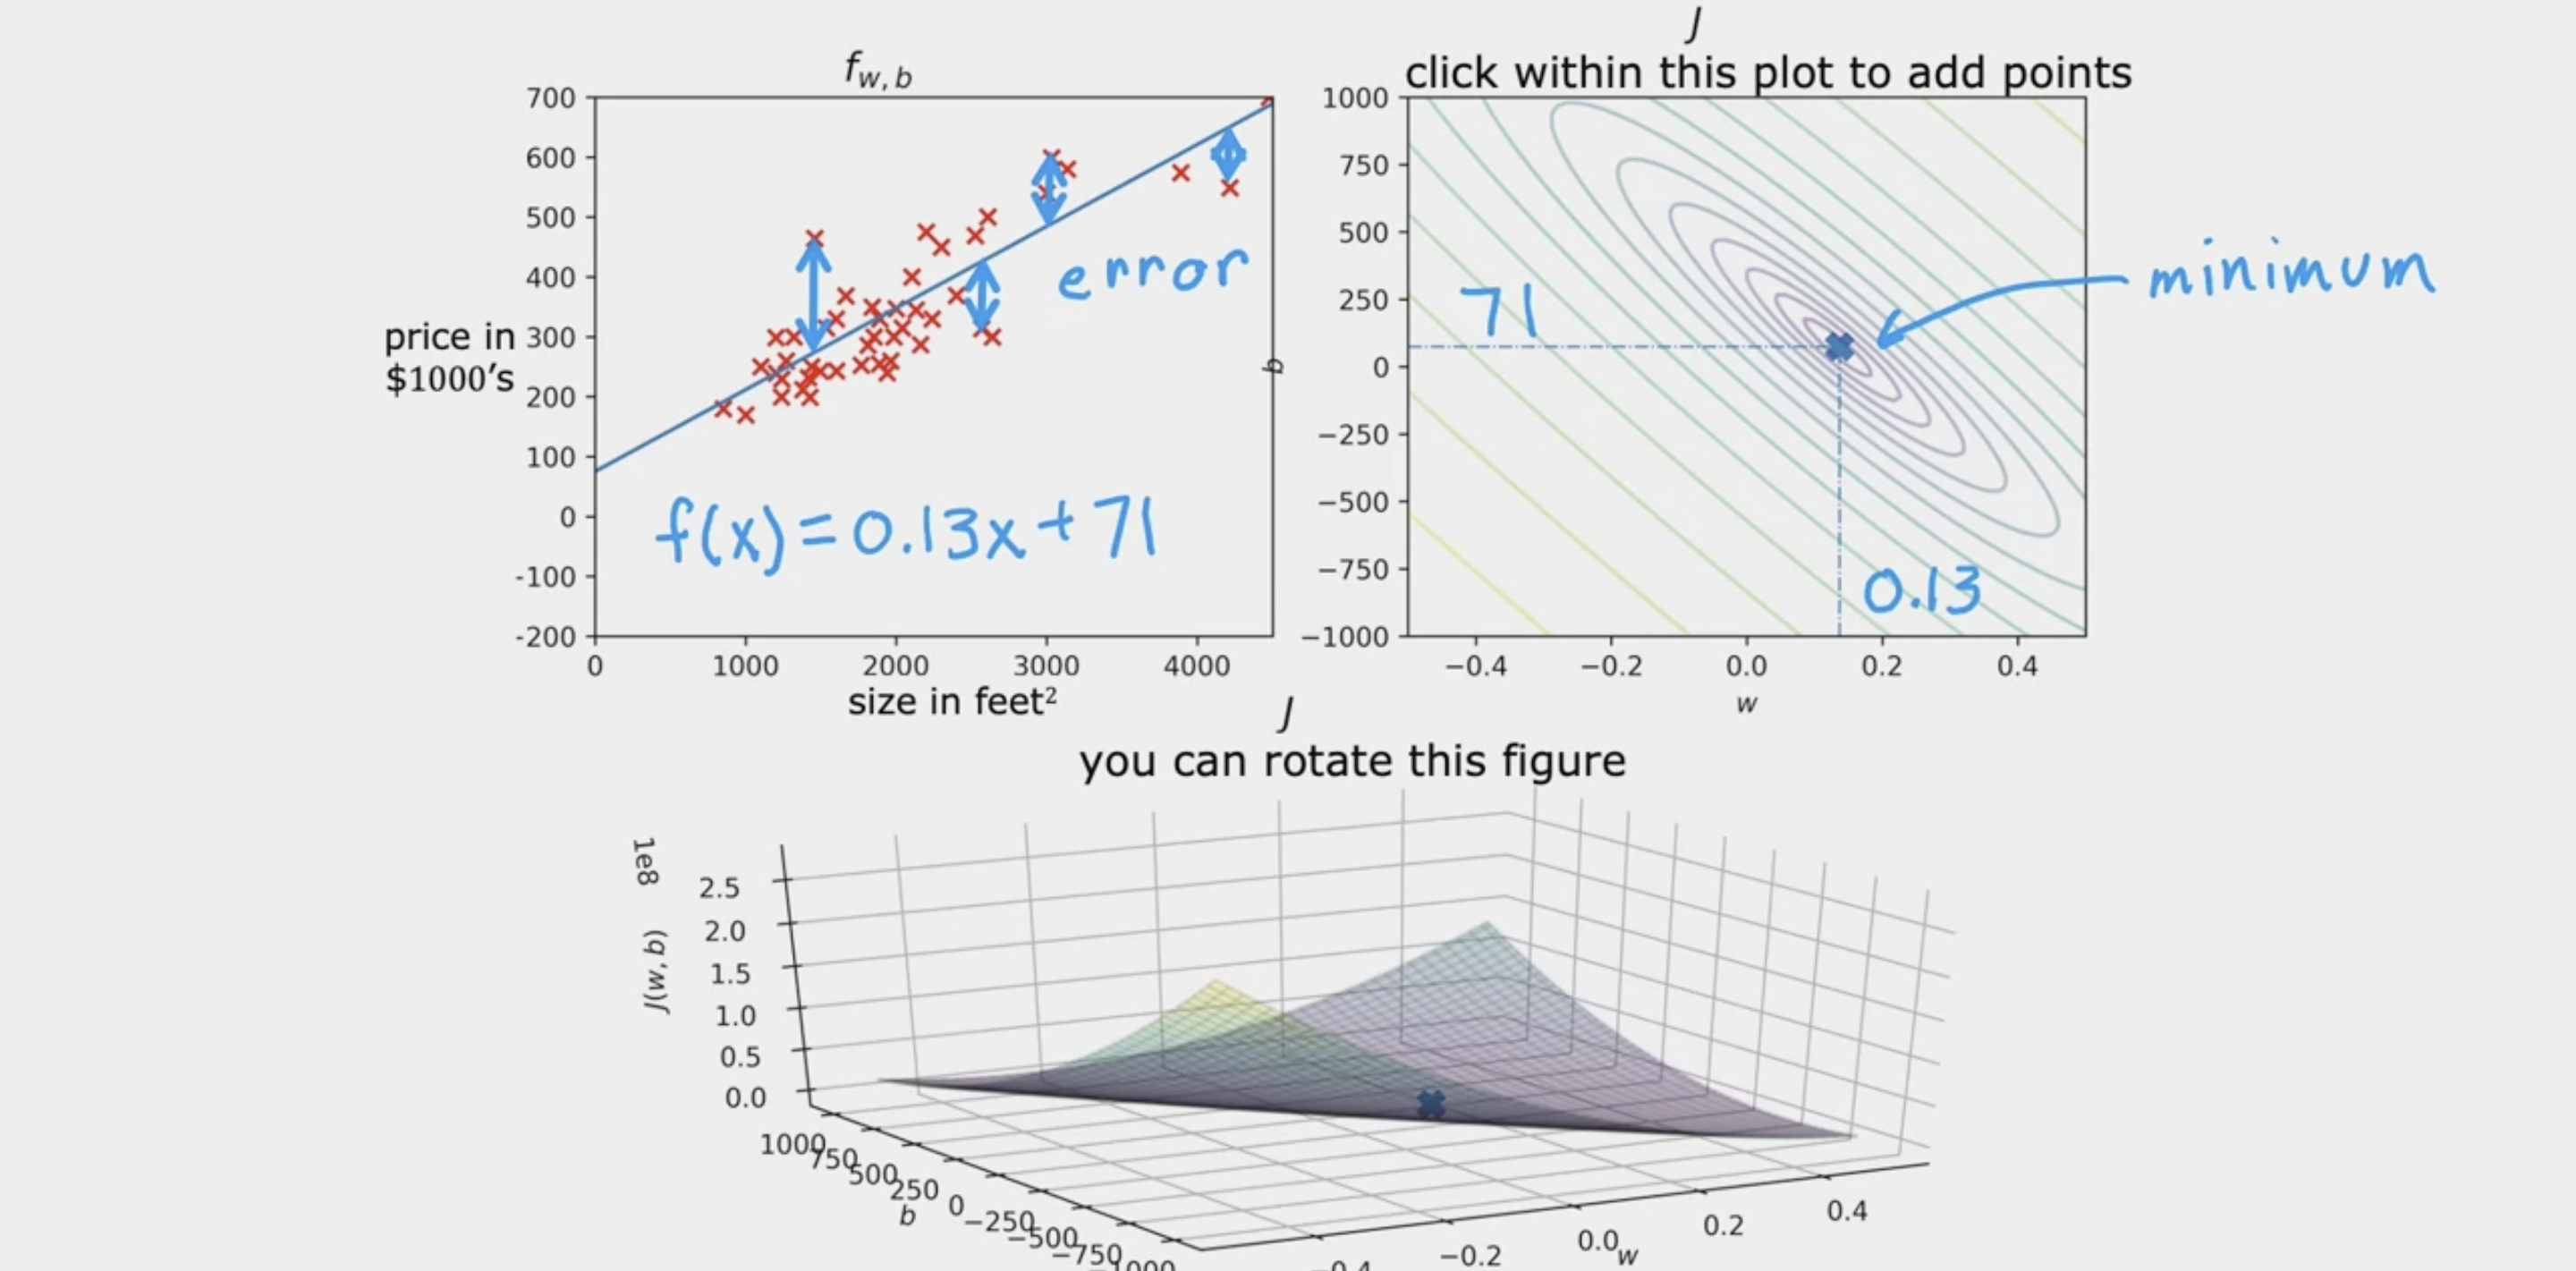 f_w, b
700
600
500
400
300
200
100
0
-100
-200
price in
$1000's
error
f(x) = 0.13x + 71
0 1000 2000 3000 4000
size in feet²
J
click within this plot to add points
1000
750
500
250
0
−250
−500
−750
−1000
b
71
minimum
0.13
−0.4 −0.2 0.0 0.2 0.4
w
J
you can rotate this figure
1e8
J(w, b)
2.5
2.0
1.5
1.0
0.5
0.0
1000
750
500
250
0
−250
−500
−750
−1000
b
−0.4 −0.2 0.0 0.2 0.4
w